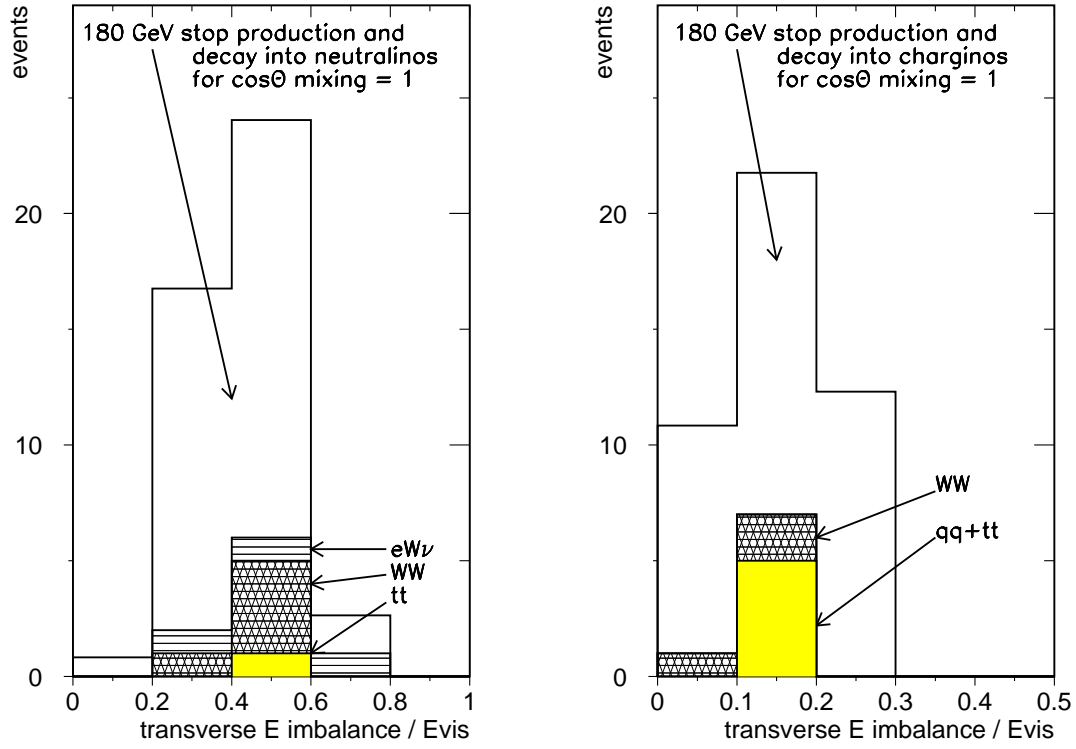 events
180 GeV stop production and
decay into neutralinos
for cosΘ mixing = 1
20
10
0
eWν
WW
tt
0 0.2 0.4 0.6 0.8 1
transverse E imbalance / Evis
events
180 GeV stop production and
decay into charginos
for cosΘ mixing = 1
20
10
0
WW
qq+tt
0 0.1 0.2 0.3 0.4 0.5
transverse E imbalance / Evis